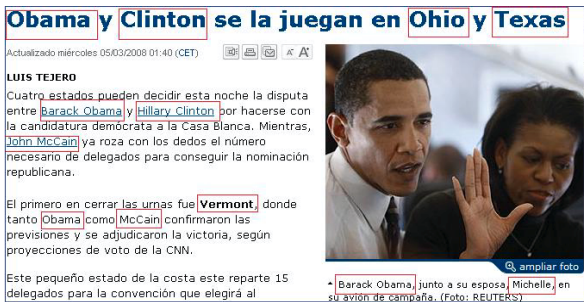 Obama y Clinton se la juegan en Ohio y Texas
Actualizado miércoles 05/03/2008 01:40 (CET)
A A
LUIS TEJERO
Cuatro estados pueden decidir esta noche la disputa
entre Barack Obama y Hillary Clinton por hacerse con
la candidatura demócrata a la Casa Blanca. Mientras,
John McCain ya roza con los dedos el número
necesario de delegados para conseguir la nominación
republicana.
El primero en cerrar las urnas fue Vermont, donde
tanto Obama como McCain confirmaron las
previsiones y se adjudicaron la victoria, según
proyecciones de voto de la CNN.
Este pequeño estado de la costa este reparte 15
delegados para la convención que elegirá al
ampliar foto
Barack Obama, junto a su esposa, Michelle, en
su avión de campaña. (Foto: REUTERS)